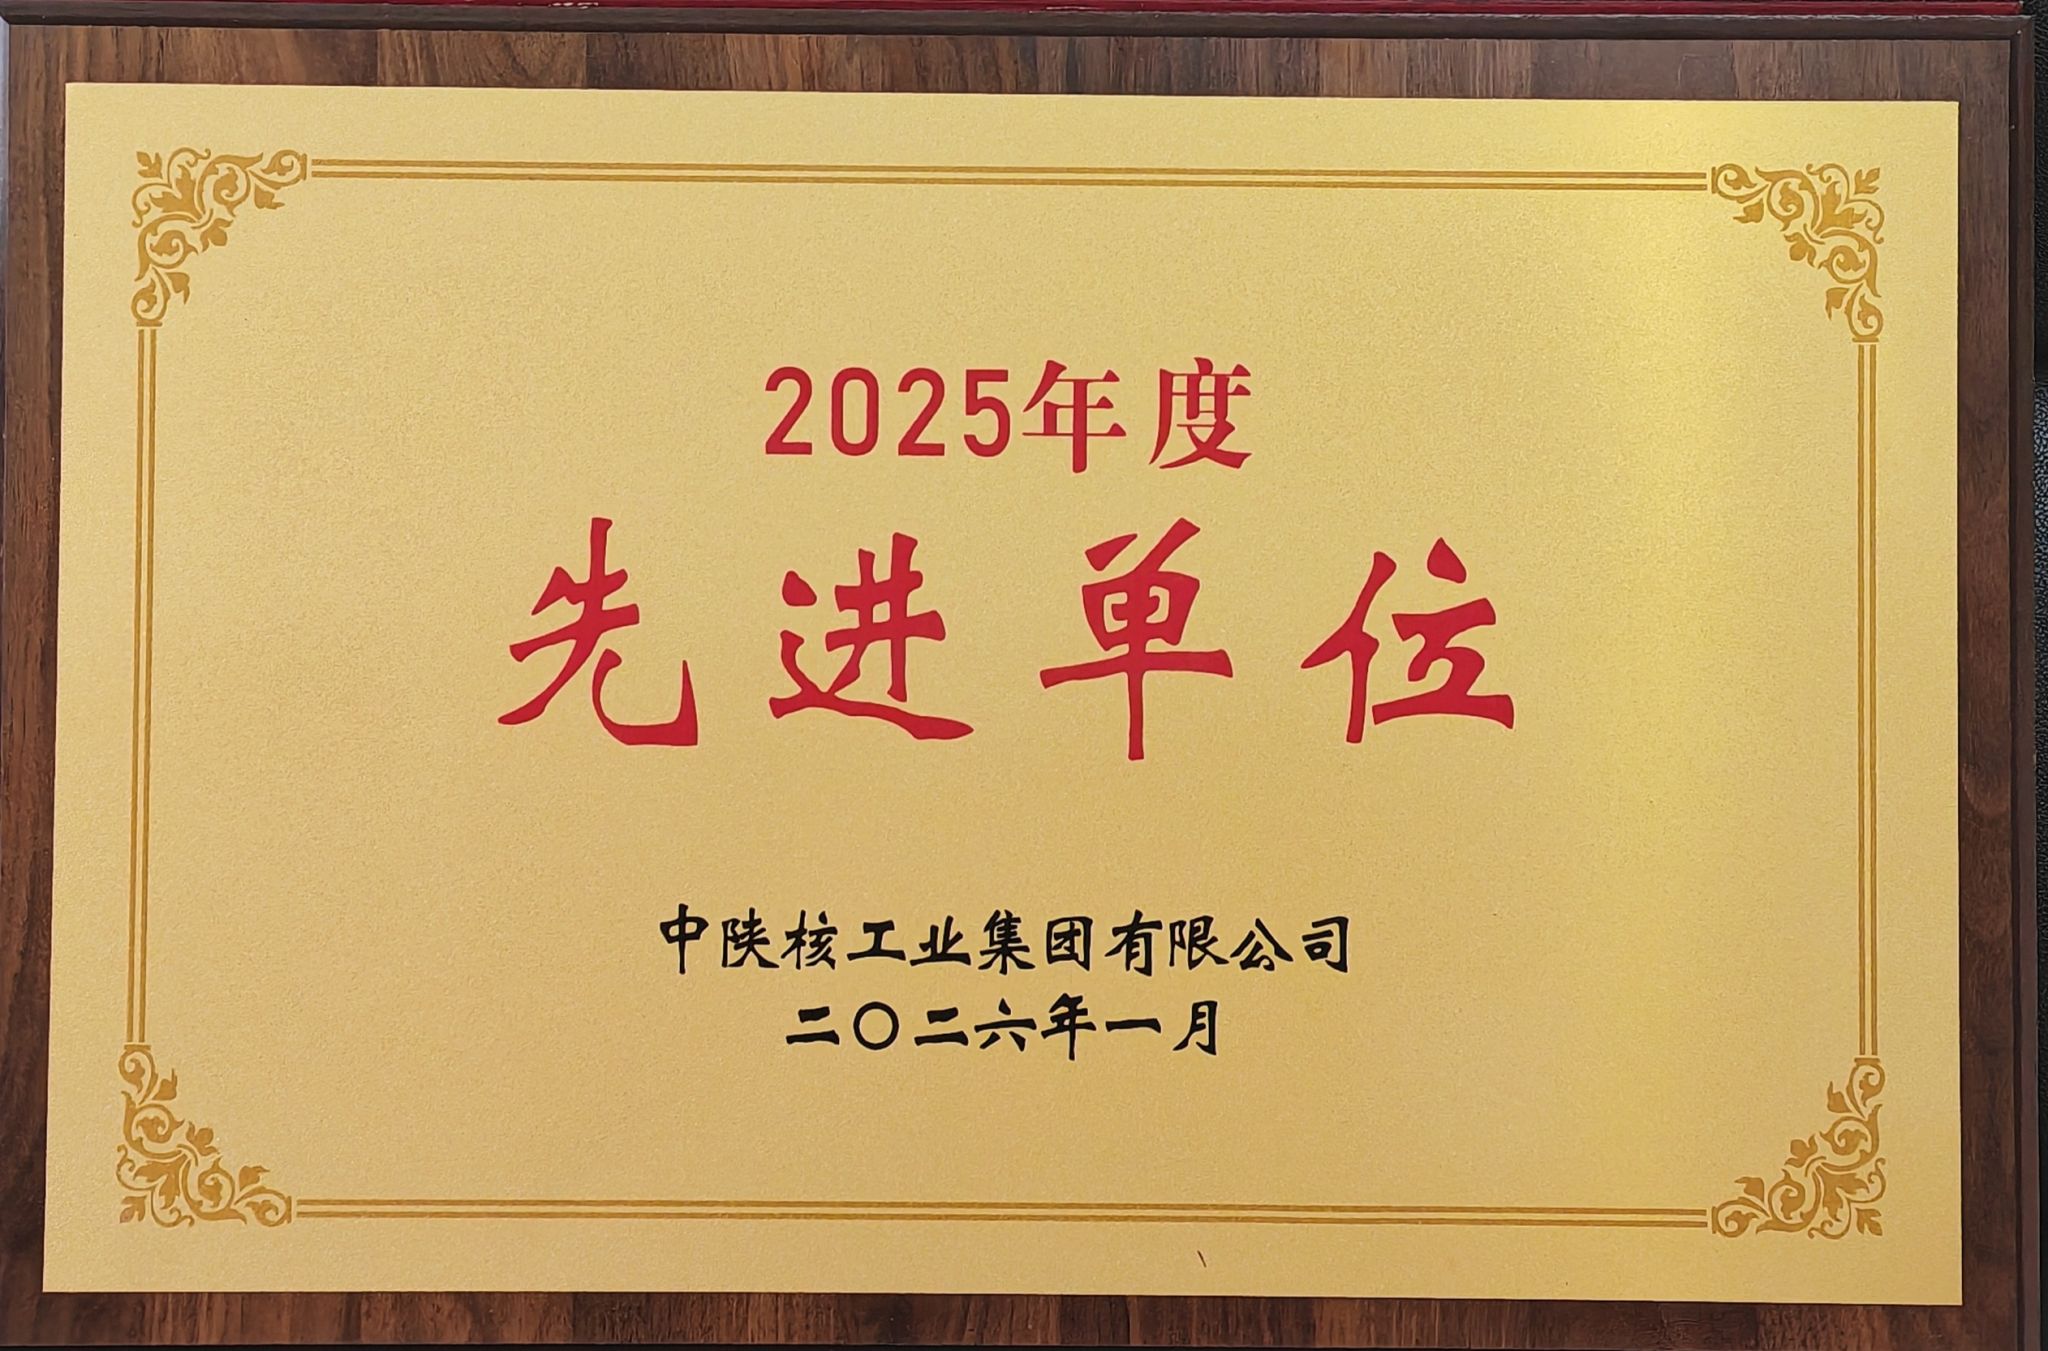 2025年度
先进单位
中陕核工业集团有限公司
二〇二六年一月